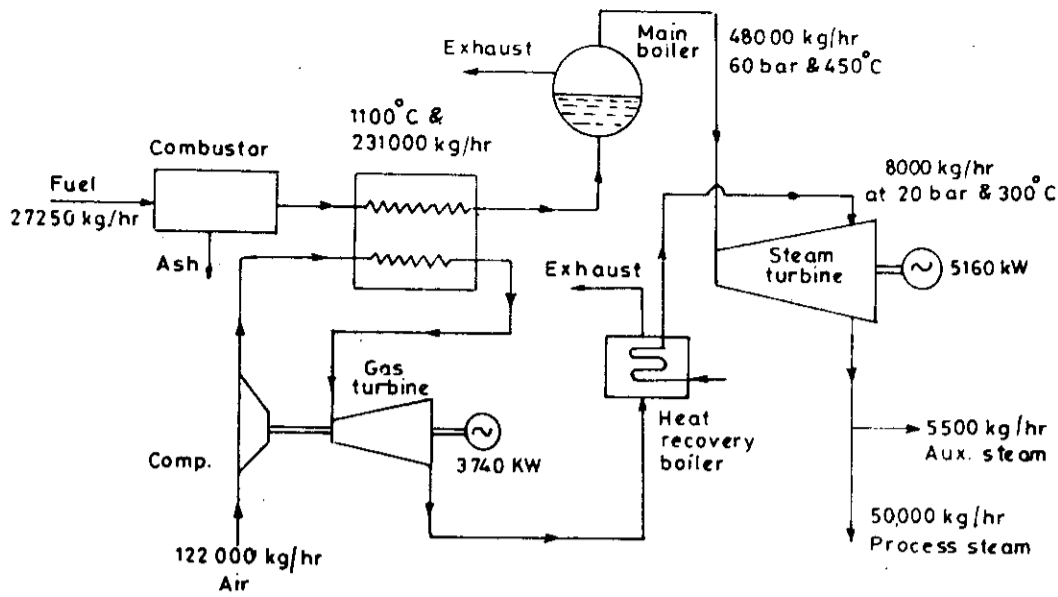 Exhaust
Main
boiler
48000 kg/hr
60 bar & 450°C
1100°C &
231000 kg/hr
Combustor
Fuel
27250 kg/hr
Ash
8000 kg/hr
at 20 bar & 300°C
Exhaust
Steam
turbine
5160 kW
Gas
turbine
Comp.
3740 KW
Heat
recovery
boiler
5500 kg/hr
Aux. steam
50,000 kg/hr
Process steam
122000 kg/hr
Air